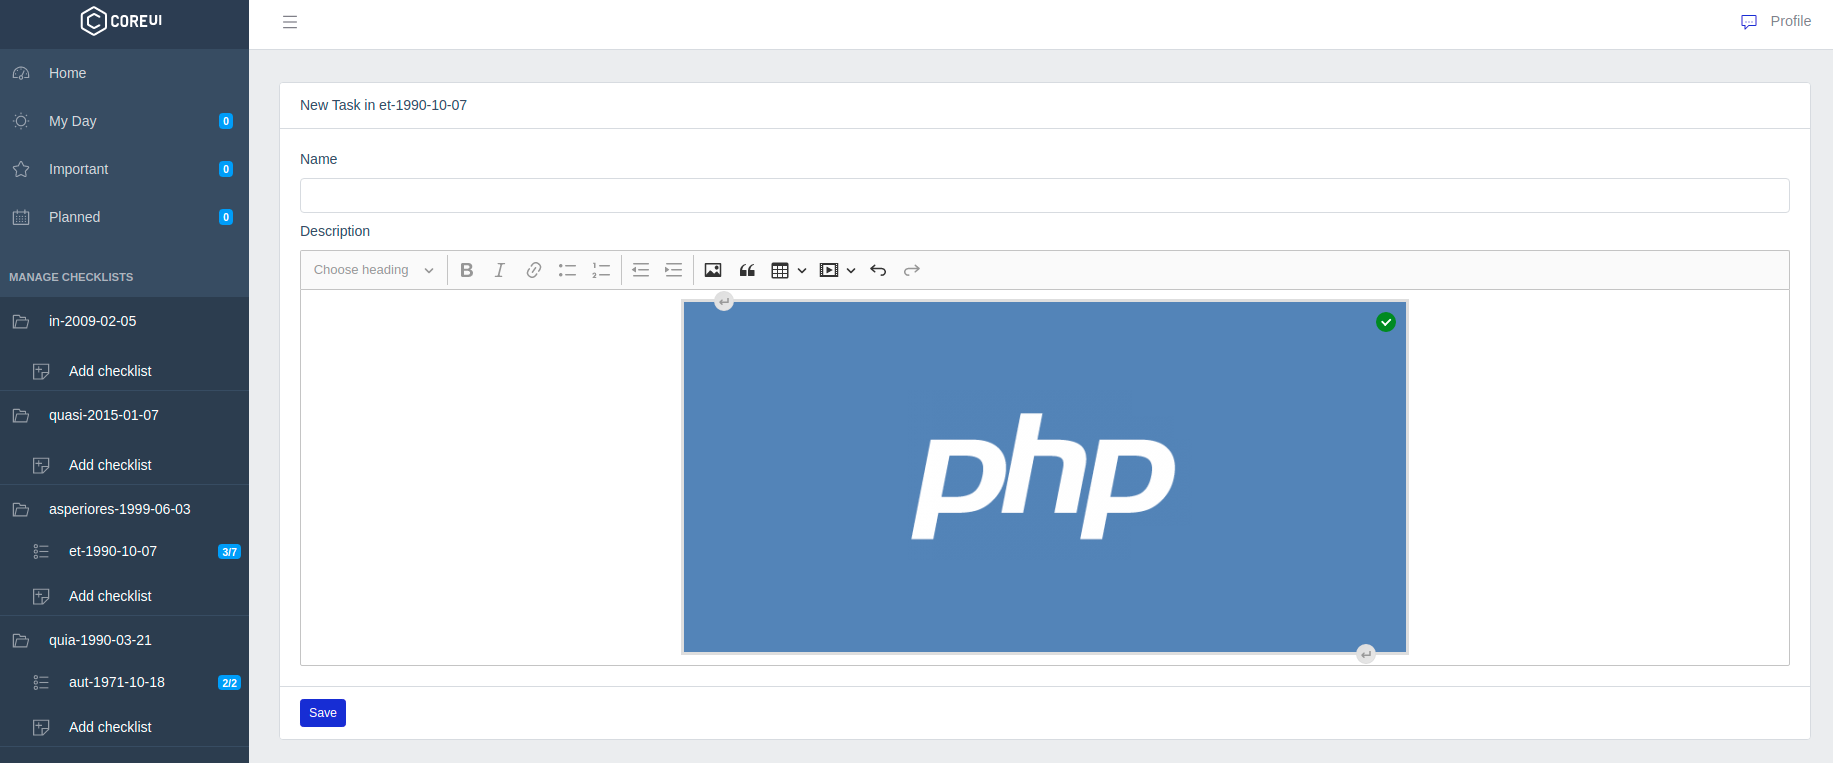 COREUI
Profile
Home
My Day 0
Important 0
Planned 0
MANAGE CHECKLISTS
in-2009-02-05
Add checklist
quasi-2015-01-07
Add checklist
asperiores-1999-06-03
et-1990-10-07 3/7
Add checklist
quia-1990-03-21
aut-1971-10-18 2/2
Add checklist
New Task in et-1990-10-07
Name
Description
Choose heading
php
Save